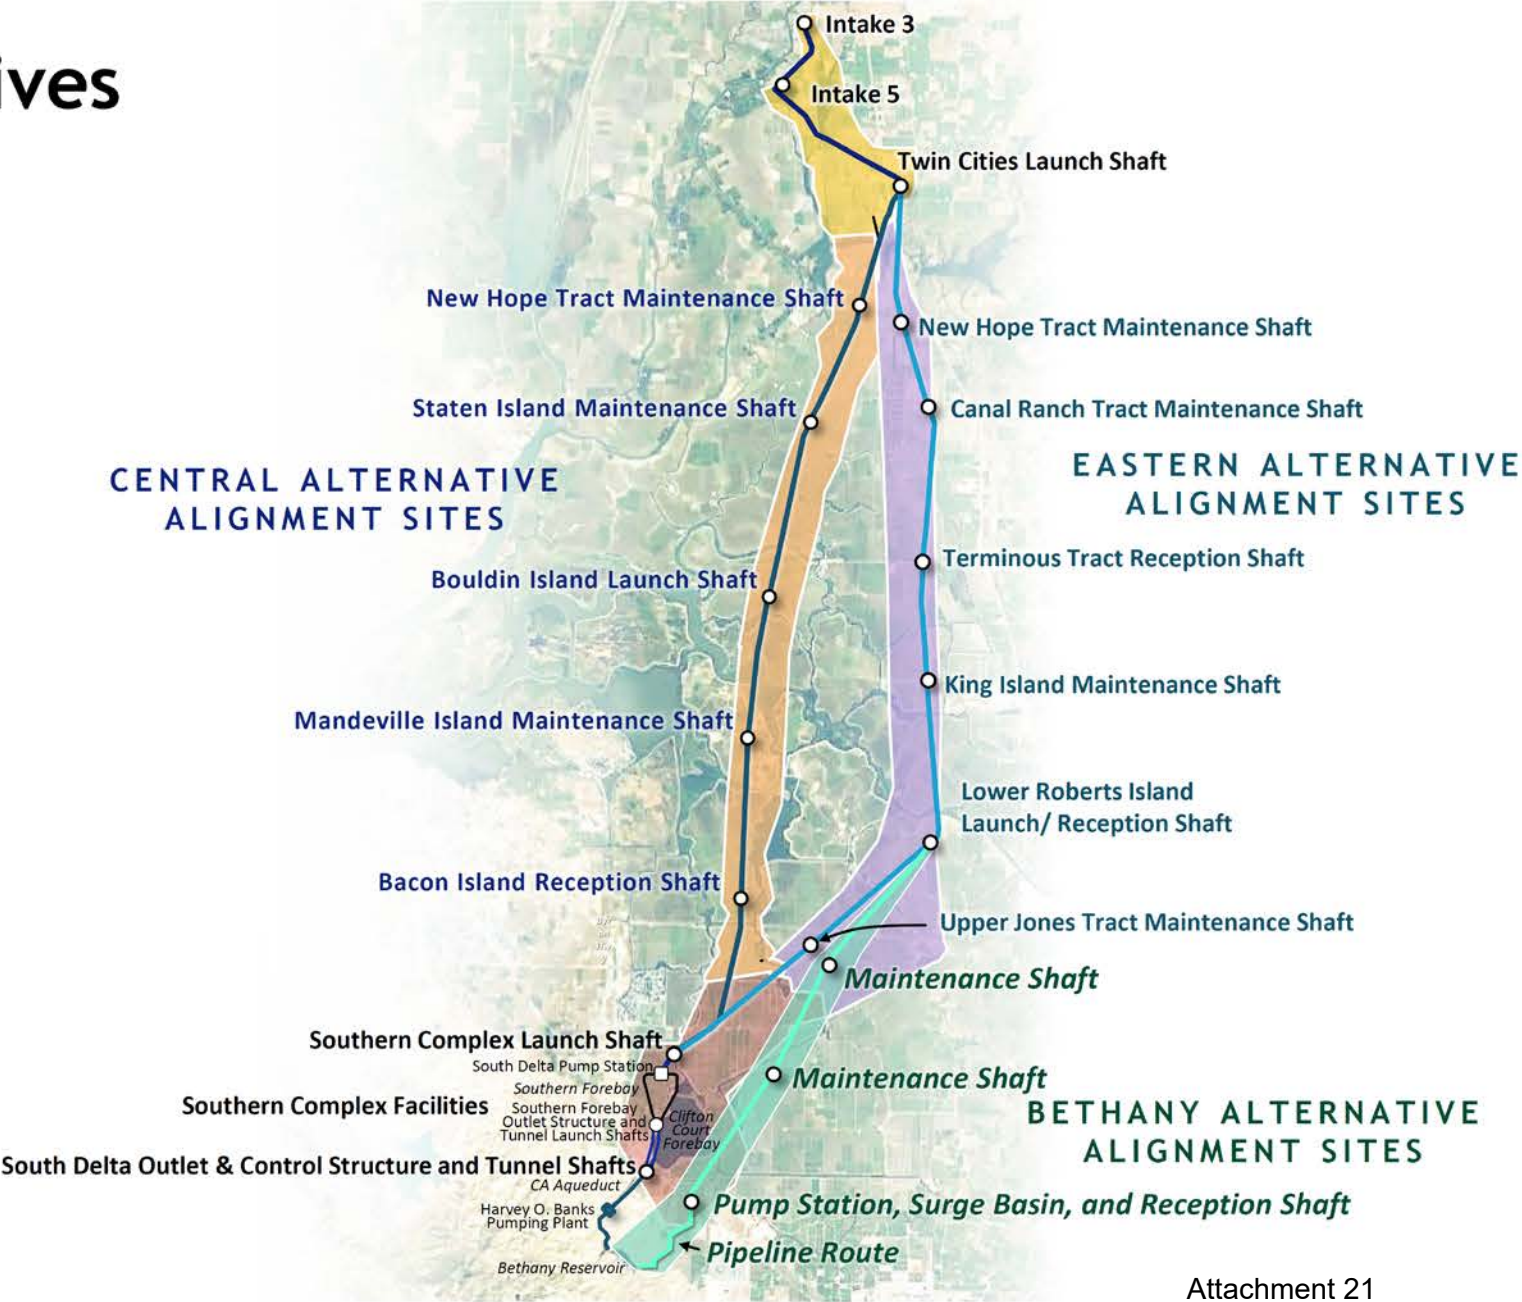 ives
Intake 3
Intake 5
Twin Cities Launch Shaft
New Hope Tract Maintenance Shaft
New Hope Tract Maintenance Shaft
Staten Island Maintenance Shaft
Canal Ranch Tract Maintenance Shaft
CENTRAL ALTERNATIVE
ALIGNMENT SITES
EASTERN ALTERNATIVE
ALIGNMENT SITES
Bouldin Island Launch Shaft
Terminous Tract Reception Shaft
King Island Maintenance Shaft
Mandeville Island Maintenance Shaft
Lower Roberts Island
Launch/ Reception Shaft
Bacon Island Reception Shaft
Upper Jones Tract Maintenance Shaft
Maintenance Shaft
Southern Complex Launch Shaft
South Delta Pump Station
Southern Forebay
Maintenance Shaft
Southern Complex Facilities
Southern Forebay
Outlet Structure and
Tunnel Launch Shafts
Clifton
Court
Forebay
BETHANY ALTERNATIVE
ALIGNMENT SITES
South Delta Outlet & Control Structure and Tunnel Shafts
CA Aqueduct
Harvey O. Banks
Pumping Plant
Pump Station, Surge Basin, and Reception Shaft
Pipeline Route
Bethany Reservoir
Attachment 21